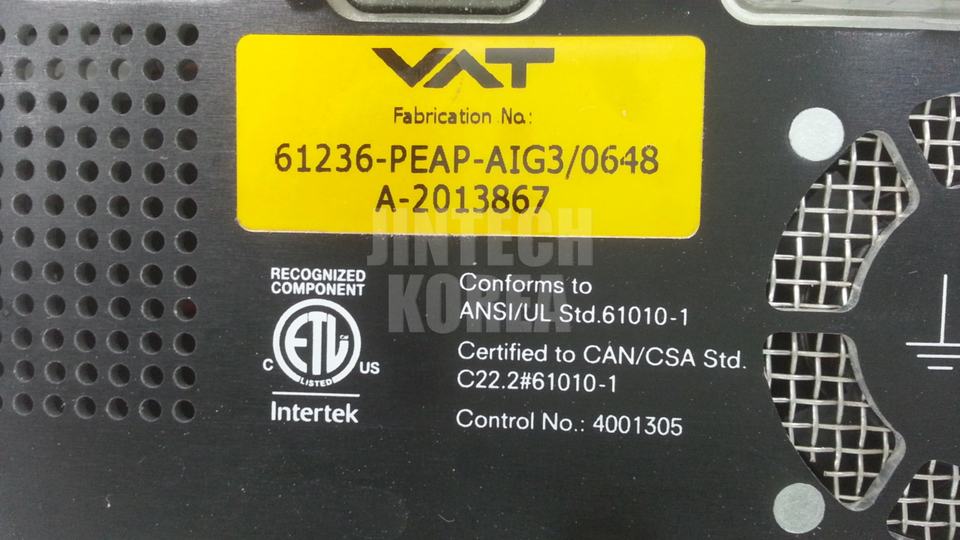 VAT
Fabrication No:
61236-PEAP-AIG3/0648
A-2013867
JINTECH
KOREA
RECOGNIZED
COMPONENT
ETL
LISTED
C US
Intertek
Conforms to
ANSI/UL Std.61010-1
Certified to CAN/CSA Std.
C22.2#61010-1
Control No.: 4001305